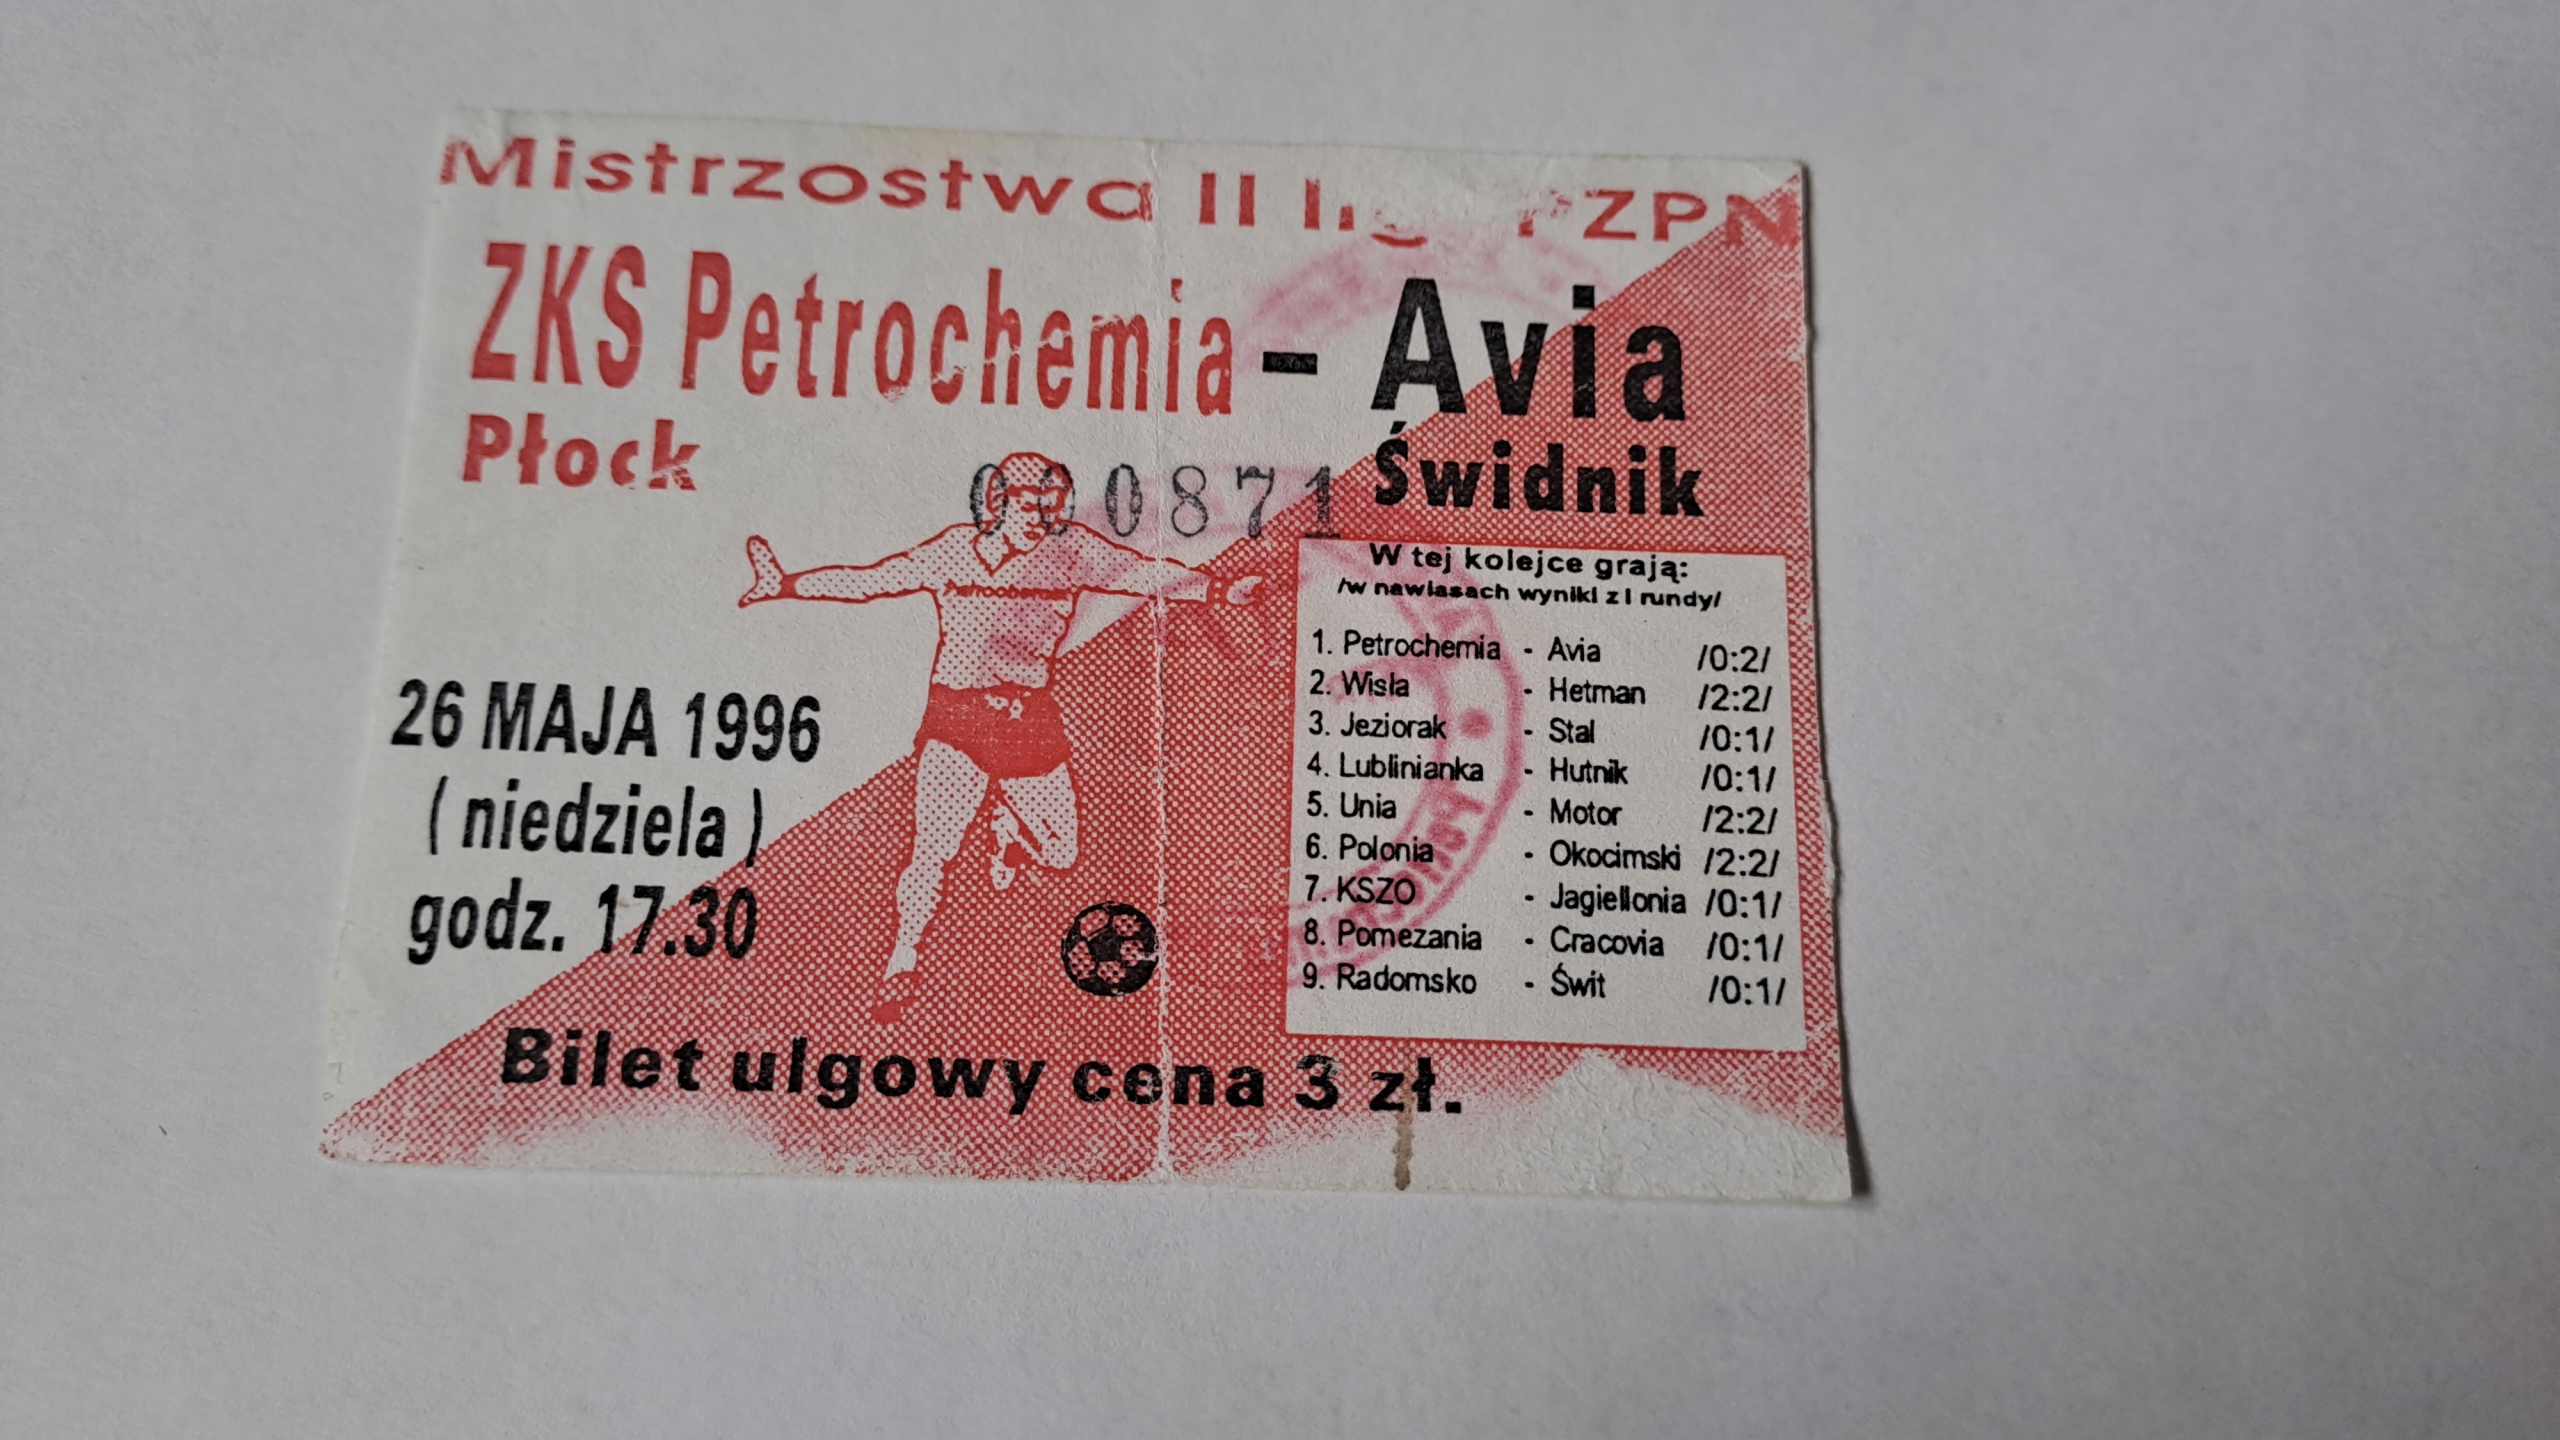 Mistrzostwa II PZPN
ZKS Petrochemia - Avia
Płock
Świdnik
000871
26 MAJA 1996
( niedziela )
godz. 17.30
W tej kolejce grają:
/w nawiasach wyniki z I rundy/
1. Petrochemia - Avia /0:2/
2. Wisła - Hetman /2:2/
3. Jeziorak - Stal /0:1/
4. Lublinianka - Hutnik /0:1/
5. Unia - Motor /2:2/
6. Polonia - Okocimski /2:2/
7. KSZO - Jagiellonia /0:1/
8. Pomezania - Cracovia /0:1/
9. Radomsko - Świt /0:1/
Bilet ulgowy cena 3 zł.